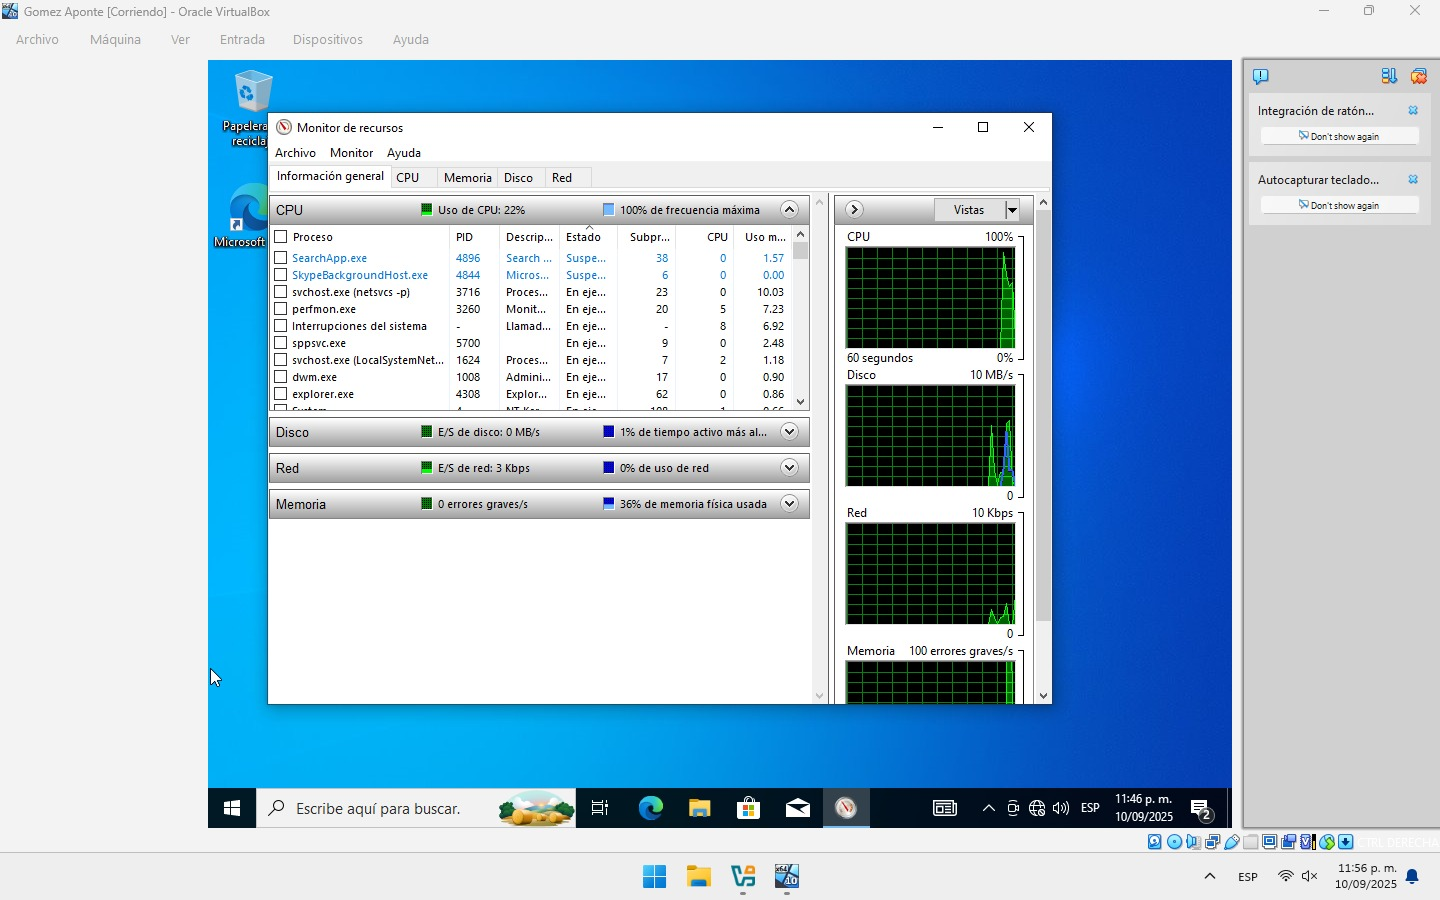 Gomez Aponte [Corriendo] - Oracle VirtualBox
Archivo Máquina Ver Entrada Dispositivos Ayuda
Papelera
recicla
Microsoft
Monitor de recursos
Archivo Monitor Ayuda
Información general CPU Memoria Disco Red
CPU Uso de CPU: 22% 100% de frecuencia máxima
Proceso PID Descrip... Estado Subpr... CPU Uso m...
SearchApp.exe 4896 Search ... Suspe... 38 0 1.57
SkypeBackgroundHost.exe 4844 Micros... Suspe... 6 0 0.00
svchost.exe (netsvcs -p) 3716 Proces... En eje... 23 0 10.03
perfmon.exe 3260 Monit... En eje... 20 5 7.23
Interrupciones del sistema - Llamad... En eje... - 8 6.92
sppsvc.exe 5700 En eje... 9 0 2.48
svchost.exe (LocalSystemNet... 1624 Proces... En eje... 7 2 1.18
dwm.exe 1008 Admini... En eje... 17 0 0.90
explorer.exe 4308 Explor... En eje... 62 0 0.86
Disco E/S de disco: 0 MB/s 1% de tiempo activo más al...
Red E/S de red: 3 Kbps 0% de uso de red
Memoria 0 errores graves/s 36% de memoria física usada
Vistas
CPU 100%
60 segundos 0%
Disco 10 MB/s
0
Red 10 Kbps
0
Memoria 100 errores graves/s
Integración de ratón...
Don't show again
Autocapturar teclado...
Don't show again
Escribe aquí para buscar.
ESP
11:46 p. m.
10/09/2025
2
CTRL DERECHA
x64
10
ESP
11:56 p. m.
10/09/2025